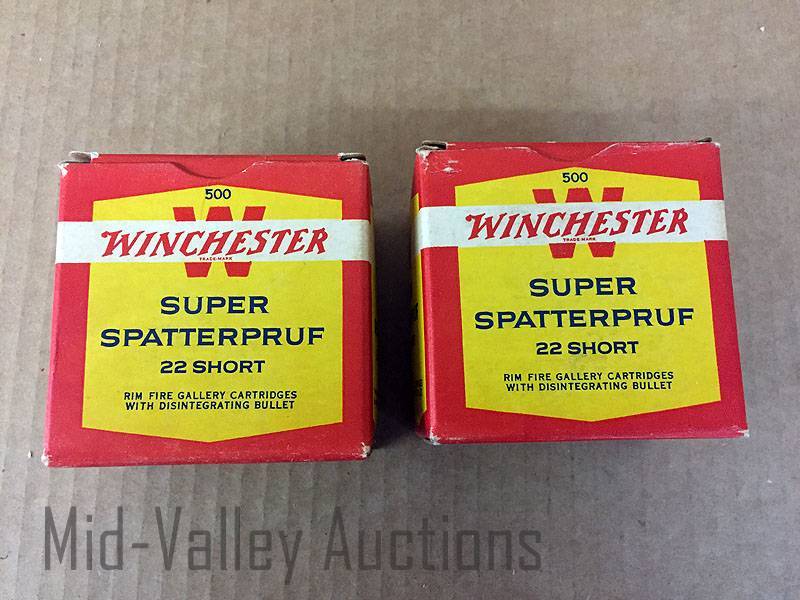 500
WINCHESTER
TRADE-MARK
SUPER
SPATTERPRUF
22 SHORT
RIM FIRE GALLERY CARTRIDGES
WITH DISINTEGRATING BULLET
500
WINCHESTER
TRADE-MARK
SUPER
SPATTERPRUF
22 SHORT
RIM FIRE GALLERY CARTRIDGES
WITH DISINTEGRATING BULLET
Mid-Valley Auctions